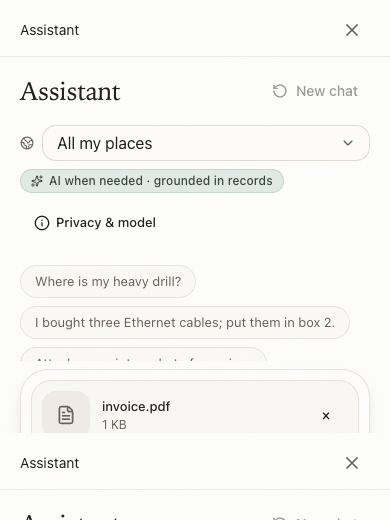 Assistant
Assistant
New chat
All my places
AI when needed · grounded in records
Privacy & model
Where is my heavy drill?
I bought three Ethernet cables; put them in box 2.
invoice.pdf
1 KB
Assistant